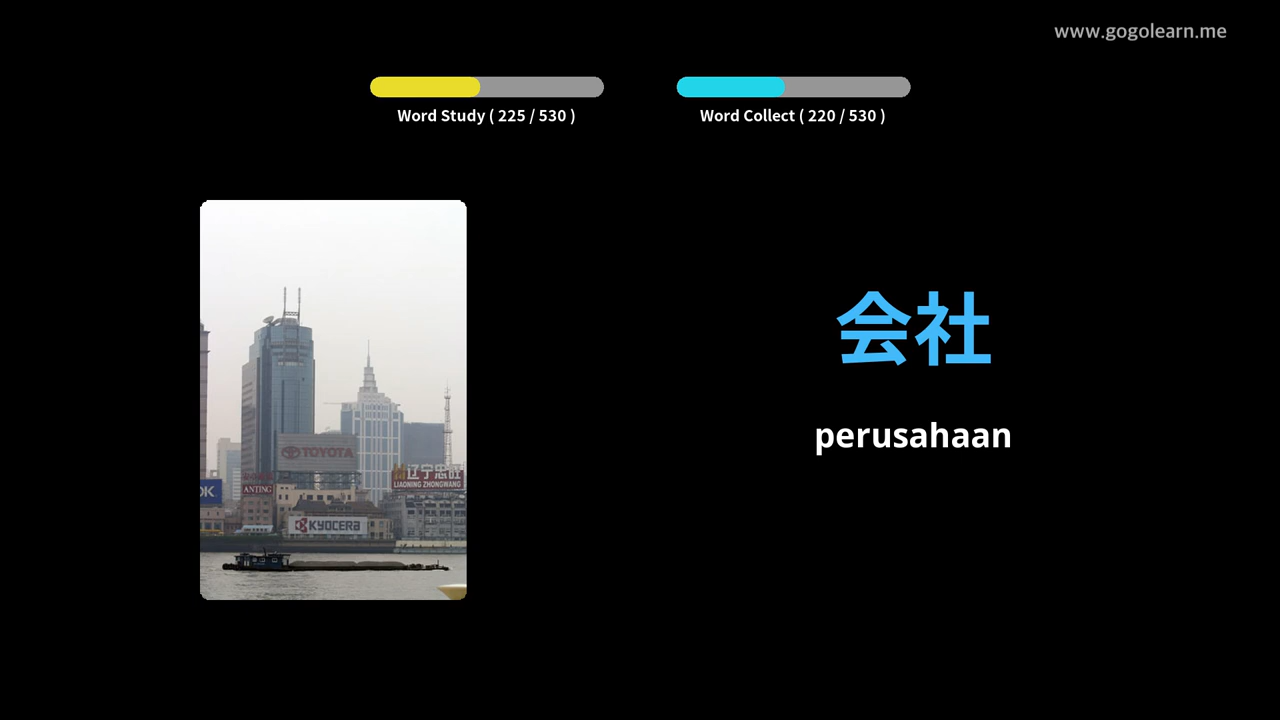 www.gogolearn.me
Word Study ( 225 / 530 )
Word Collect ( 220 / 530 )
会社
perusahaan
TOYOTA
辽宁忠旺
LIAONING ZHONGWANG
OK
ANTING
KYOCERA